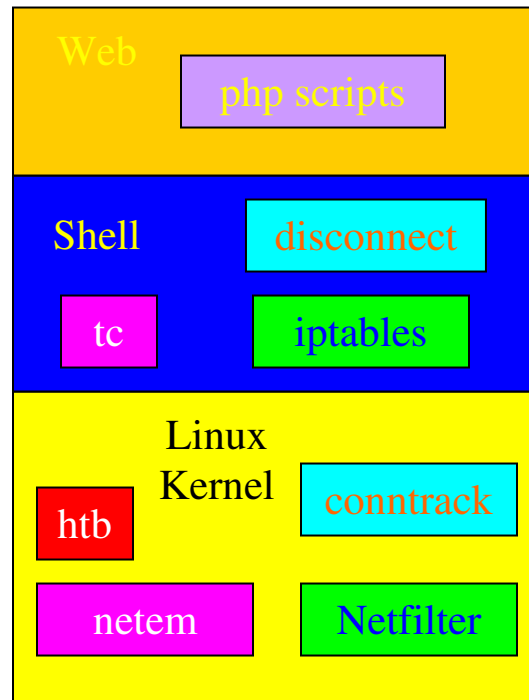 Web
php scripts
Shell
disconnect
tc
iptables
Linux
Kernel
conntrack
htb
netem
Netfilter